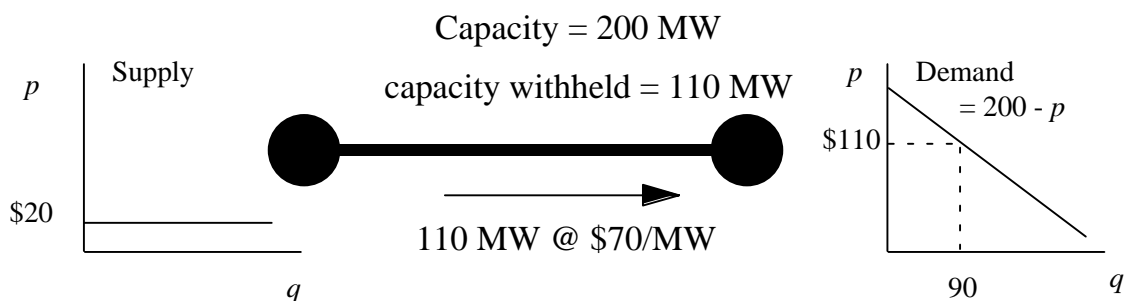 Capacity = 200 MW
capacity withheld = 110 MW
p
Supply
$20
q
110 MW @ $70/MW
p
Demand
= 200 - p
$110
90
q